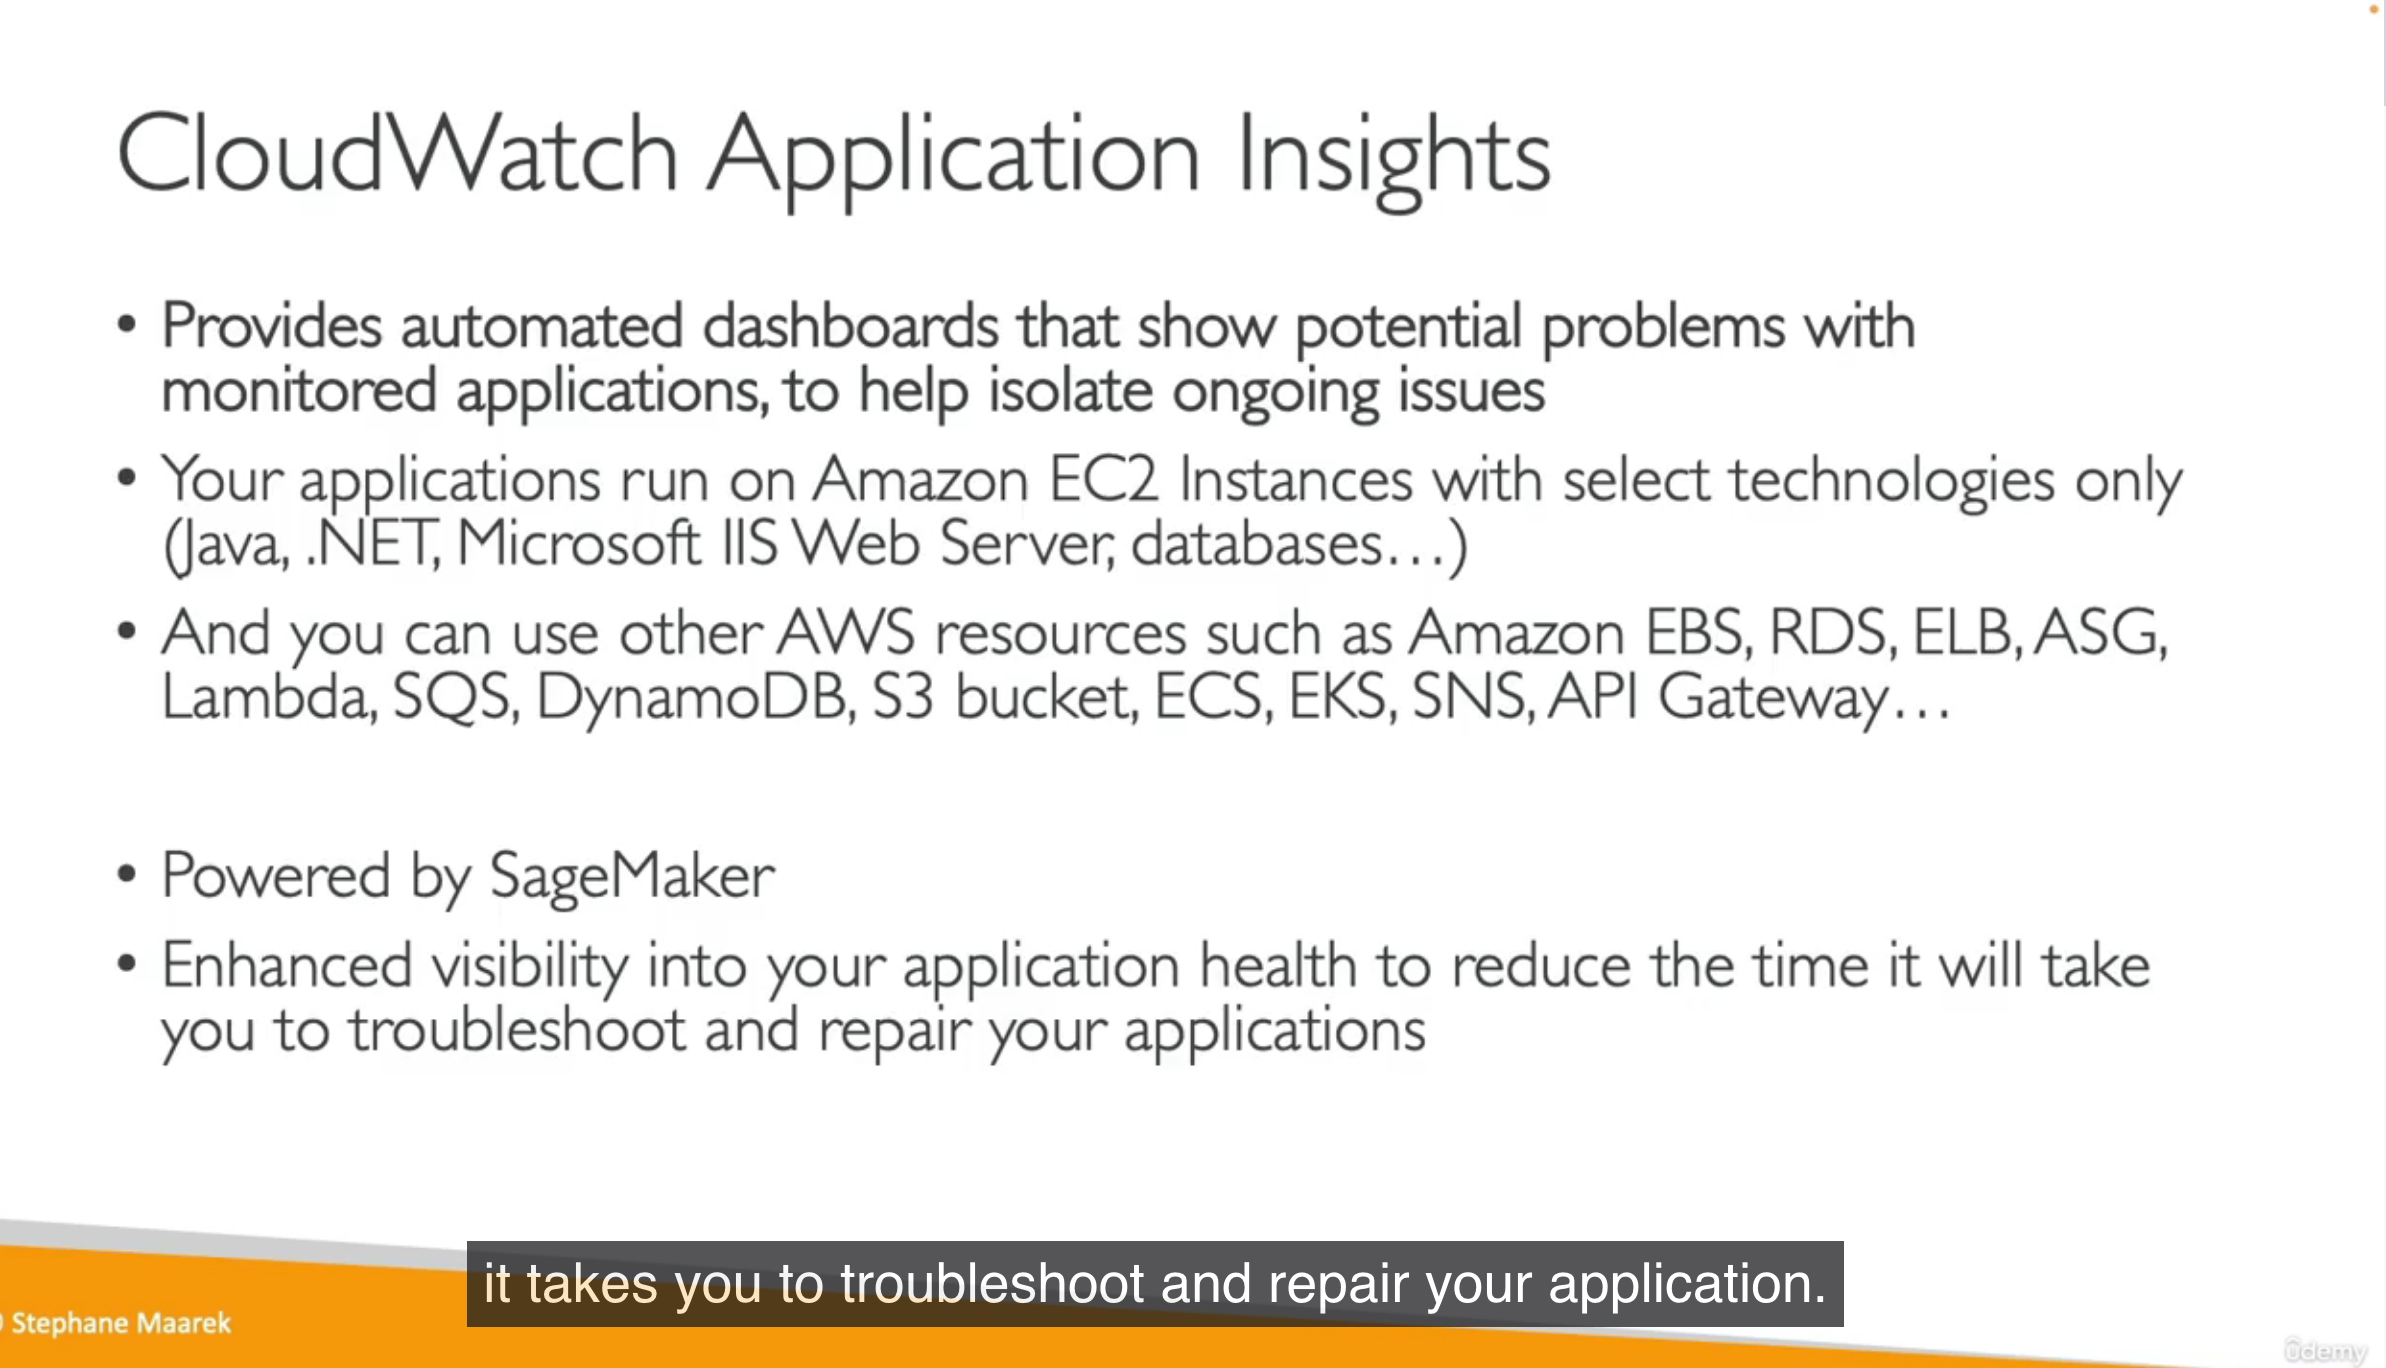 CloudWatch Application Insights
• Provides automated dashboards that show potential problems with
monitored applications, to help isolate ongoing issues
• Your applications run on Amazon EC2 Instances with select technologies only
(Java, .NET, Microsoft IIS Web Server, databases…)
• And you can use other AWS resources such as Amazon EBS, RDS, ELB, ASG,
Lambda, SQS, DynamoDB, S3 bucket, ECS, EKS, SNS, API Gateway…
• Powered by SageMaker
• Enhanced visibility into your application health to reduce the time it will take
you to troubleshoot and repair your applications
it takes you to troubleshoot and repair your application.
Stephane Maarek
ûdemy